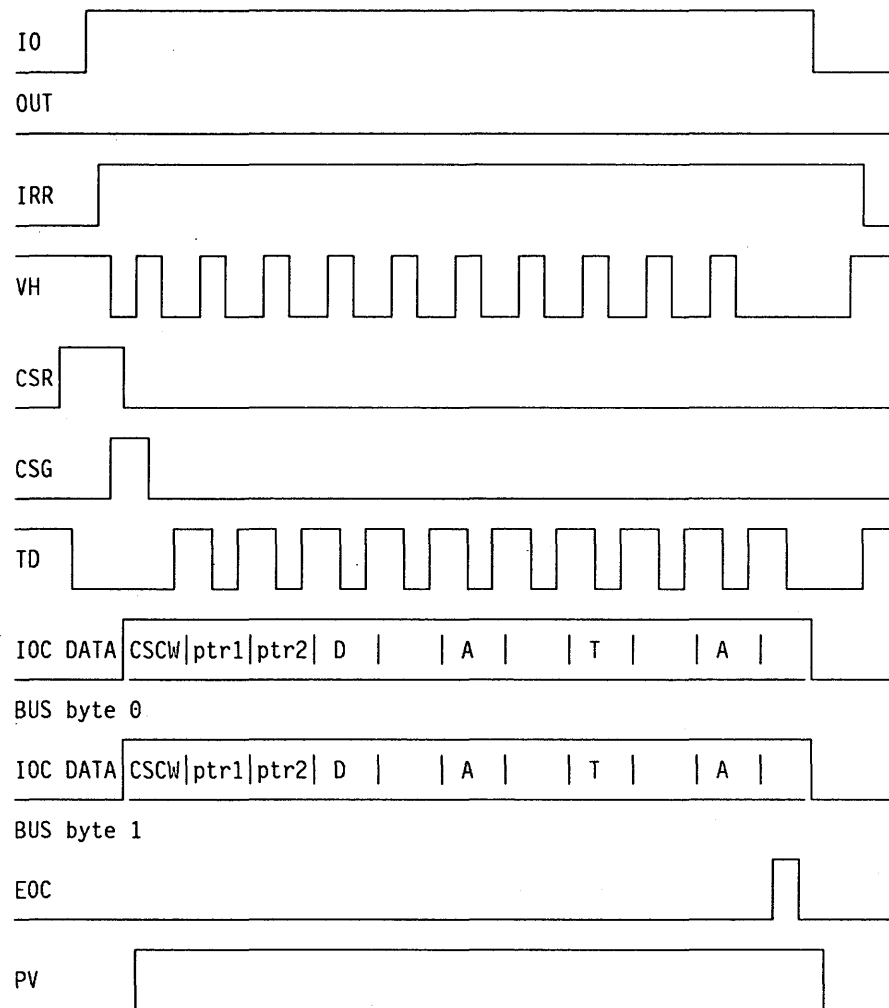 IO
OUT
IRR
VH
CSR
CSG
TD
IOC DATA CSCW|ptr1|ptr2| D | | A | | T | | A |
BUS byte 0
IOC DATA CSCW|ptr1|ptr2| D | | A | | T | | A |
BUS byte 1
EOC
PV